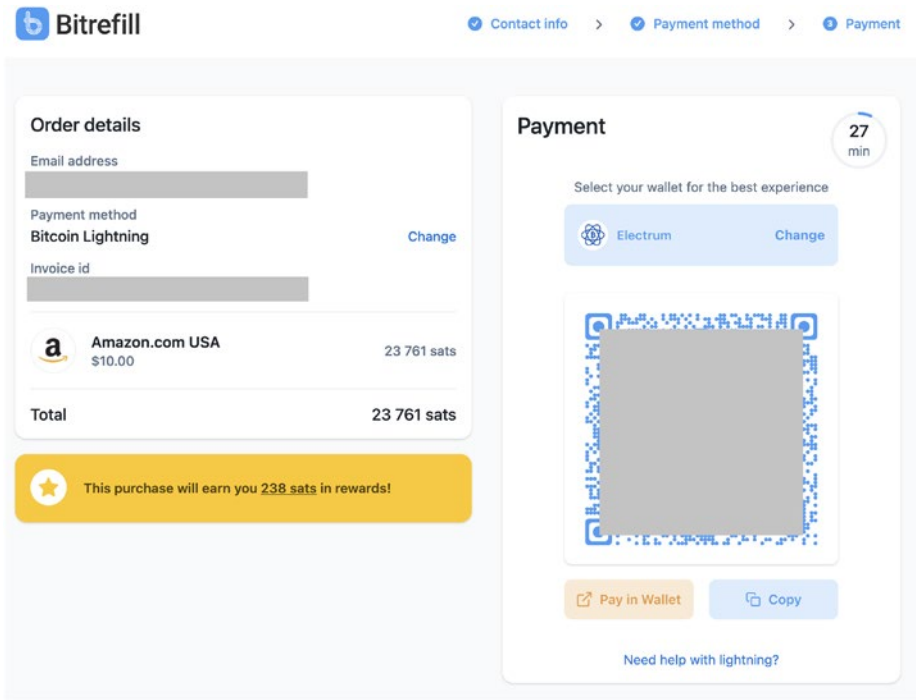 Bitrefill
Contact info > Payment method > 3 Payment
Order details
Email address
Payment method
Bitcoin Lightning Change
Invoice id
a Amazon.com USA 23 761 sats
$10.00
Total 23 761 sats
This purchase will earn you 238 sats in rewards!
Payment
27
min
Select your wallet for the best experience
Electrum Change
Pay in Wallet Copy
Need help with lightning?